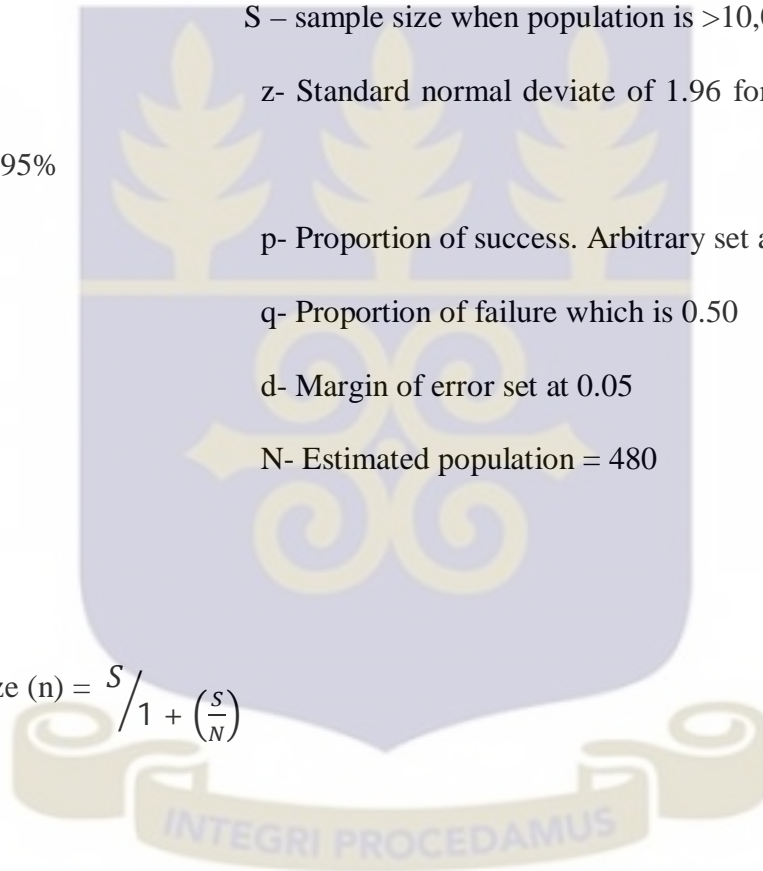 S – sample size when population is >10,
z- Standard normal deviate of 1.96 for
95%
p- Proportion of success. Arbitrary set
q- Proportion of failure which is 0.50
d- Margin of error set at 0.05
N- Estimated population = 480
(n) = S/1 + (S/N)
INTEGRI PROCEDAMUS